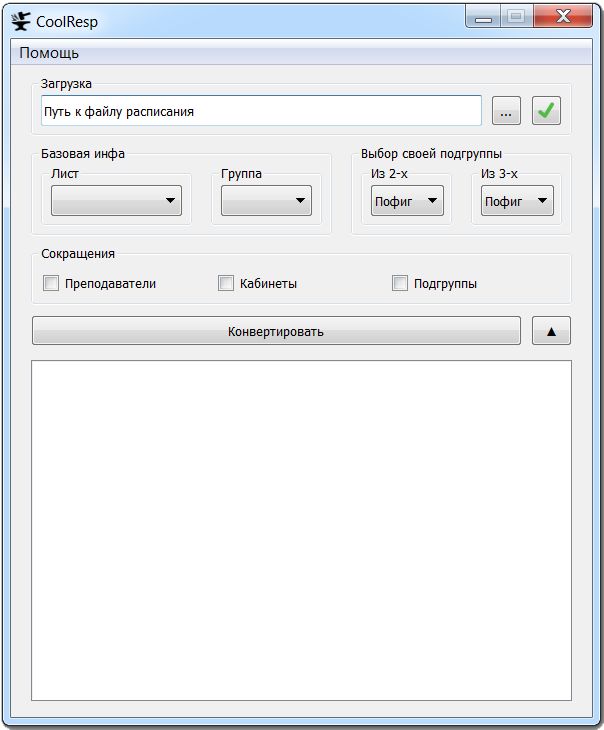 CoolResp
Помощь
Загрузка
Путь к файлу расписания
...
Базовая инфа
Выбор своей подгруппы
Лист
Группа
Из 2-х
Из 3-х
Пофиг
Пофиг
Сокращения
Преподаватели
Кабинеты
Подгруппы
Конвертировать